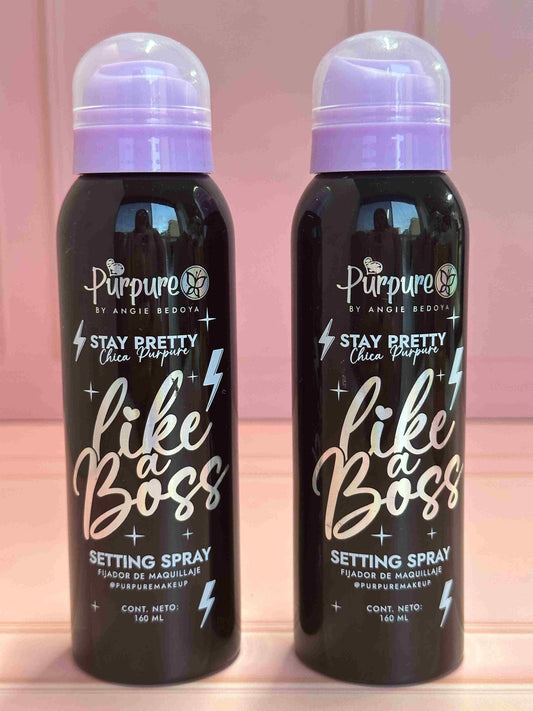 Purpure
BY ANGIE BEDOYA
STAY PRETTY
Chica Purpure
like
a
Boss
SETTING SPRAY
FIJADOR DE MAQUILLAJE
@PURPUREMAKEUP
CONT. NETO:
160 ML
Purpure
BY ANGIE BEDOYA
STAY PRETTY
Chica Purpure
like
a
Boss
SETTING SPRAY
FIJADOR DE MAQUILLAJE
@PURPUREMAKEUP
CONT. NETO:
160 ML